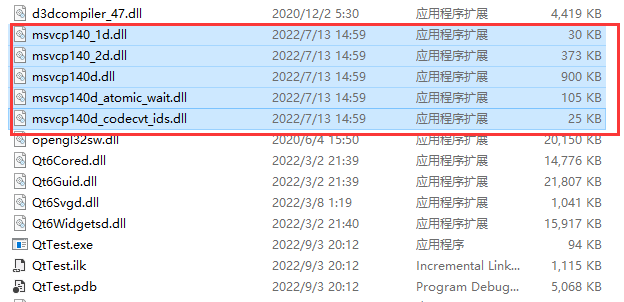 d3dcompiler_47.dll 2020/12/2 5:30 应用程序扩展 4,419 KB
msvcp140_1d.dll 2022/7/13 14:59 应用程序扩展 30 KB
msvcp140_2d.dll 2022/7/13 14:59 应用程序扩展 373 KB
msvcp140d.dll 2022/7/13 14:59 应用程序扩展 900 KB
msvcp140d_atomic_wait.dll 2022/7/13 14:59 应用程序扩展 105 KB
msvcp140d_codecvt_ids.dll 2022/7/13 14:59 应用程序扩展 25 KB
opengl32sw.dll 2020/6/4 15:50 应用程序扩展 20,150 KB
Qt6Cored.dll 2022/3/2 21:39 应用程序扩展 14,776 KB
Qt6Guid.dll 2022/3/2 21:39 应用程序扩展 21,807 KB
Qt6Svgd.dll 2022/3/8 1:19 应用程序扩展 1,041 KB
Qt6Widgetsd.dll 2022/3/2 21:40 应用程序扩展 15,917 KB
QtTest.exe 2022/9/3 20:12 应用程序 94 KB
QtTest.ilk 2022/9/3 20:12 Incremental Link... 1,115 KB
QtTest.pdb 2022/9/3 20:12 Program Debug... 5,068 KB